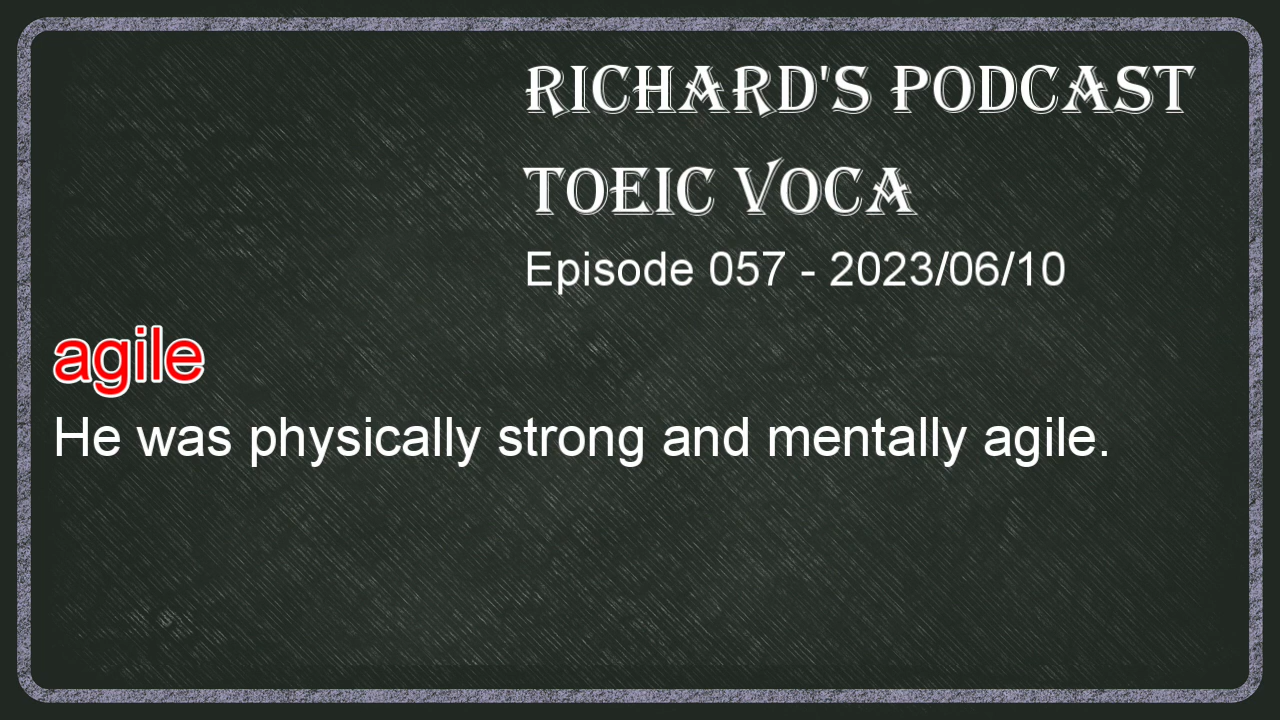 RICHARD'S PODCAST
TOEIC VOCA
Episode 057 - 2023/06/10
agile
He was physically strong and mentally agile.